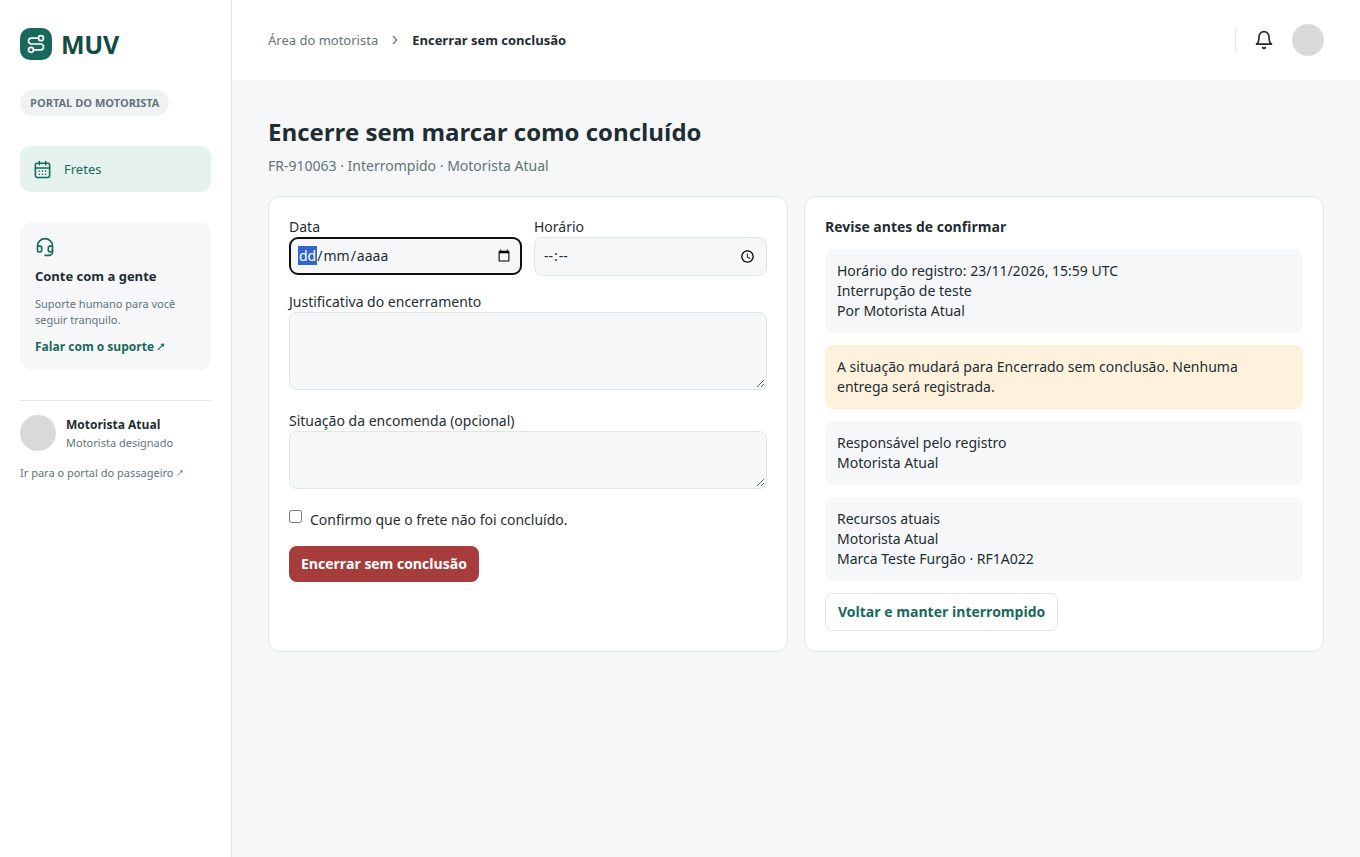 MUV
PORTAL DO MOTORISTA
Fretes
Conte com a gente
Suporte humano para você
seguir tranquilo.
Falar com o suporte ↗
Motorista Atual
Motorista designado
Ir para o portal do passageiro ↗
Área do motorista > Encerrar sem conclusão
Encerre sem marcar como concluído
FR-910063 · Interrompido · Motorista Atual
Data
dd/mm/aaaa
Horário
--:--
Justificativa do encerramento
Situação da encomenda (opcional)
Confirmo que o frete não foi concluído.
Encerrar sem conclusão
Revise antes de confirmar
Horário do registro: 23/11/2026, 15:59 UTC
Interrupção de teste
Por Motorista Atual
A situação mudará para Encerrado sem conclusão. Nenhuma
entrega será registrada.
Responsável pelo registro
Motorista Atual
Recursos atuais
Motorista Atual
Marca Teste Furgão · RF1A022
Voltar e manter interrompido